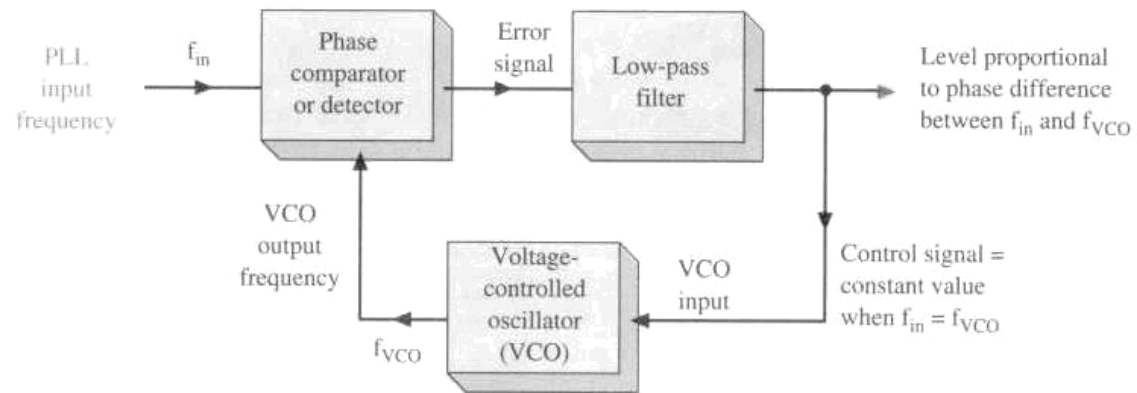 PLL
input
frequency
f_in
Phase
comparator
or detector
Error
signal
Low-pass
filter
Level proportional
to phase difference
between f_in and f_VCO
VCO
output
frequency
Voltage-
controlled
oscillator
(VCO)
f_VCO
VCO
input
Control signal =
constant value
when f_in = f_VCO